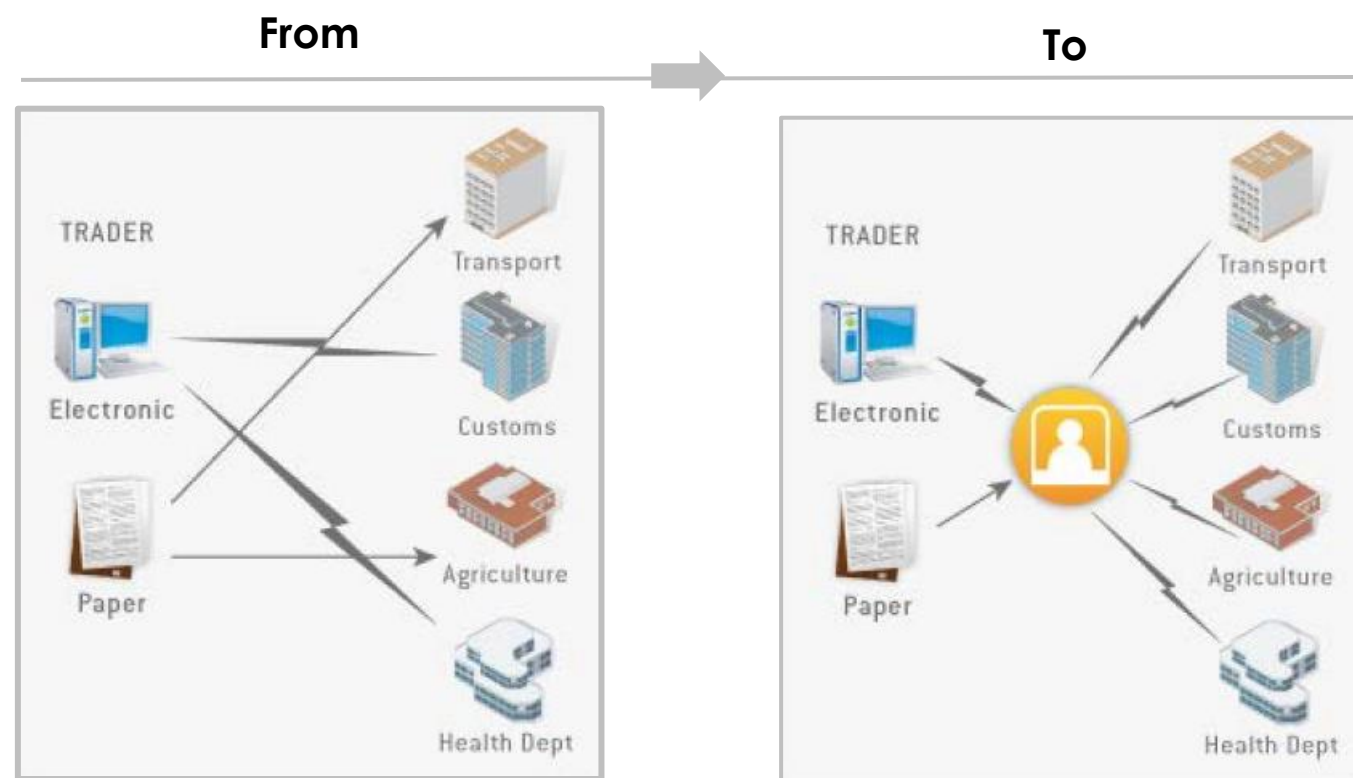 From
To
TRADER
Transport
Electronic
Customs
Paper
Agriculture
Health Dept
TRADER
Transport
Electronic
Customs
Paper
Agriculture
Health Dept